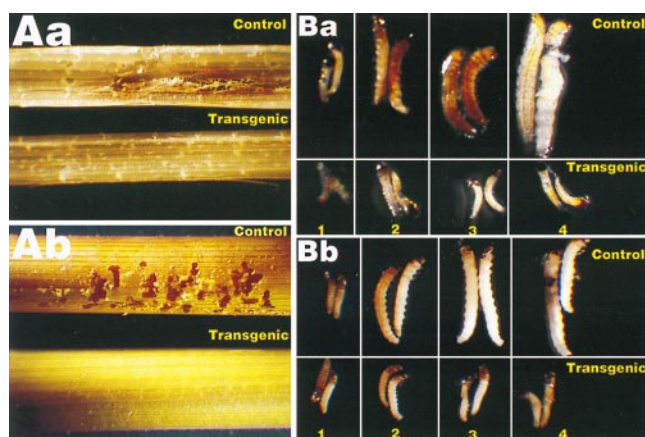 Aa
Control
Transgenic
Ab
Control
Transgenic
Ba
Control
Transgenic
1 2 3 4
Bb
Control
Transgenic
1 2 3 4